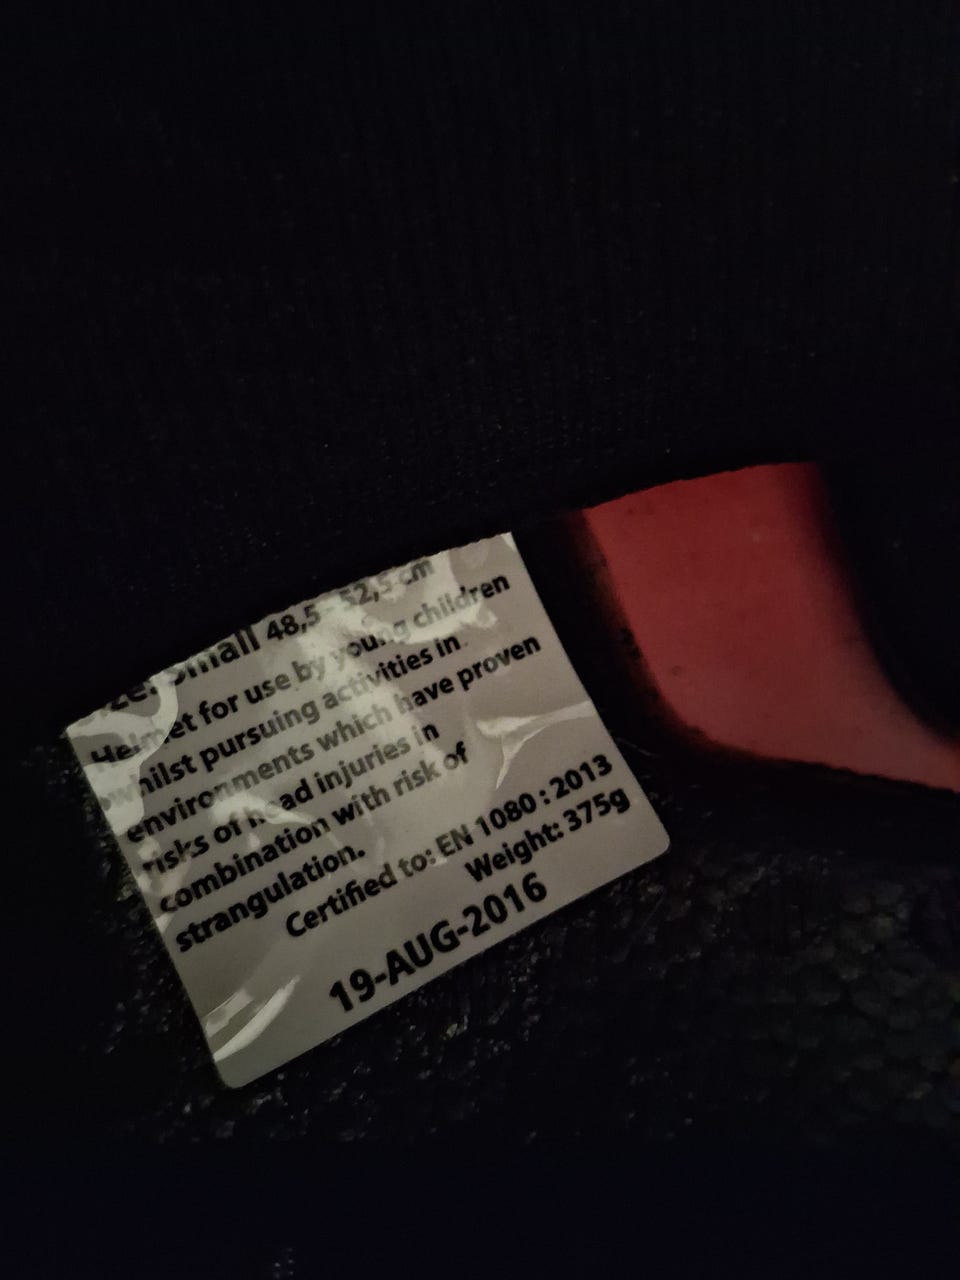 Size: Small 48,5 - 52,5 cm
Helmet for use by young children
whilst pursuing activities in
environments which have proven
risks of head injuries in
combination with risk of
strangulation.
Certified to: EN 1080 : 2013
Weight: 375g
19-AUG-2016